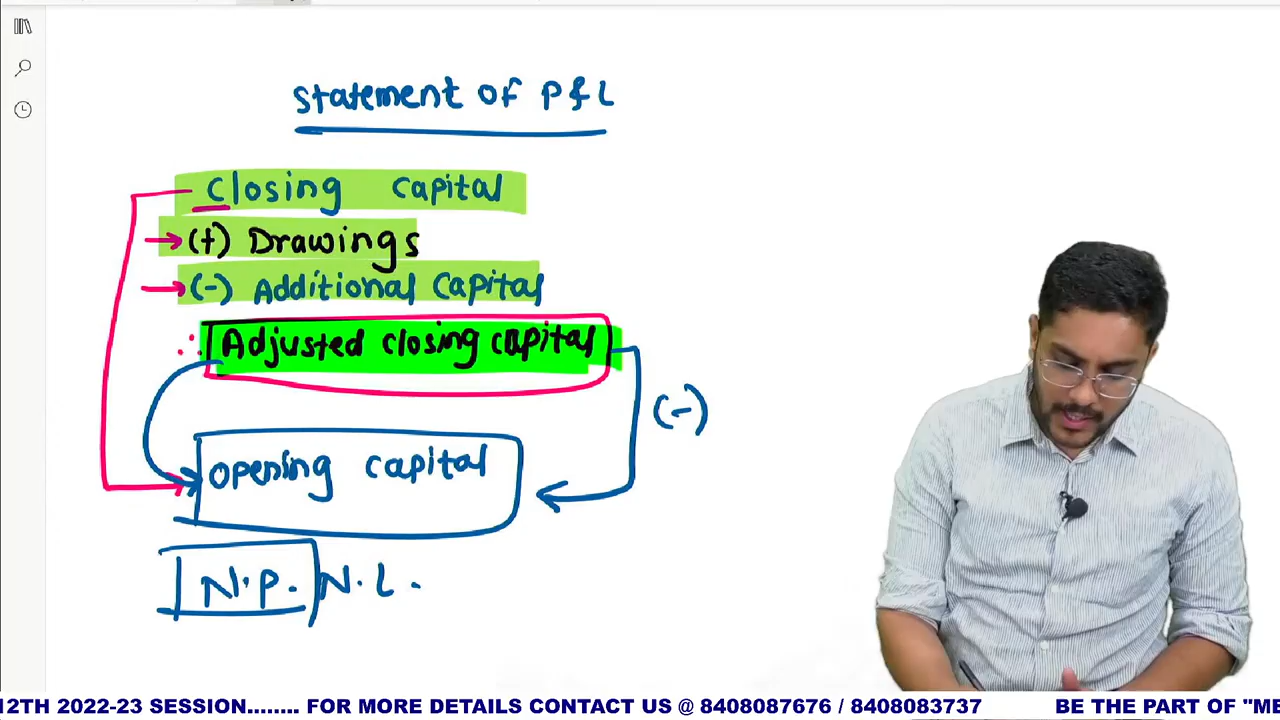 statement of P & L
closing capital
(+) Drawings
(-) Additional capital
∴ Adjusted closing capital
(-)
opening capital
N.P. N.L.
12TH 2022-23 SESSION........ FOR MORE DETAILS CONTACT US @ 8408087676 / 8408083737 BE THE PART OF "ME